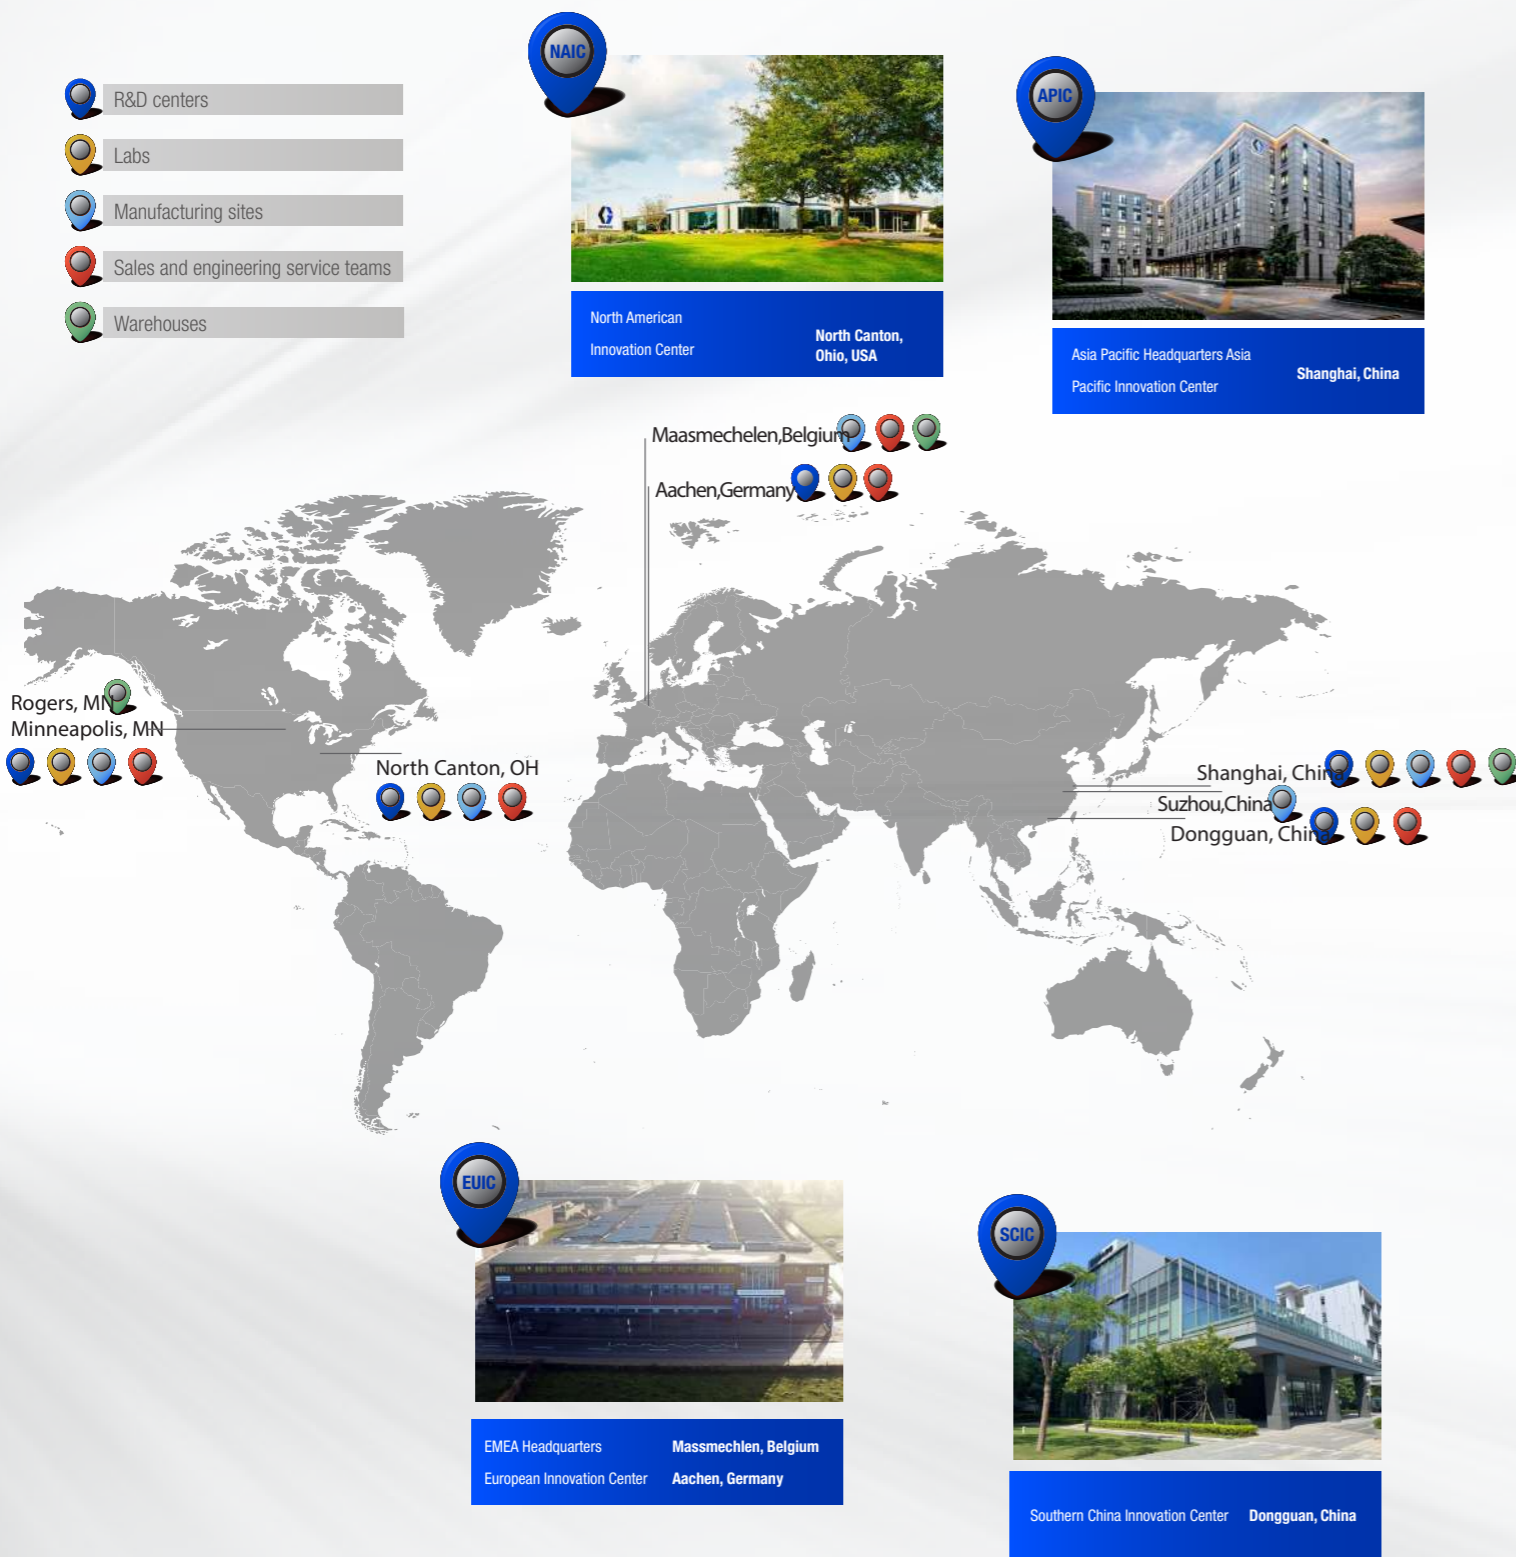 NAIC
APIC
R&D centers
Labs
Manufacturing sites
Sales and engineering service teams
Warehouses
North American
Innovation Center
North Canton,
Ohio, USA
Asia Pacific Headquarters Asia
Pacific Innovation Center
Shanghai, China
Maasmechelen,Belgium
Aachen,Germany
Rogers, MN
Minneapolis, MN
North Canton, OH
Shanghai, China
Suzhou,China
Dongguan, China
EUIC
SCIC
EMEA Headquarters
Massmechlen, Belgium
European Innovation Center
Aachen, Germany
Southern China Innovation Center
Dongguan, China